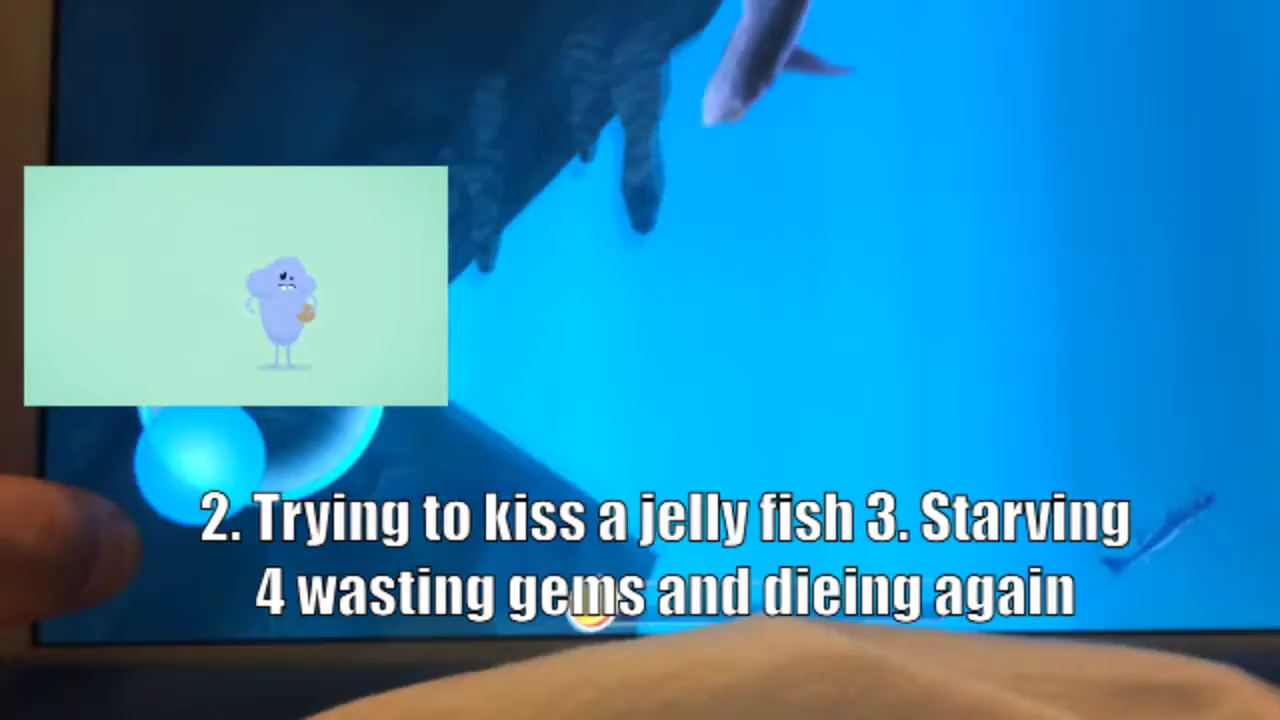 2. Trying to kiss a jelly fish 3. Starving
4 wasting gems and dieing again